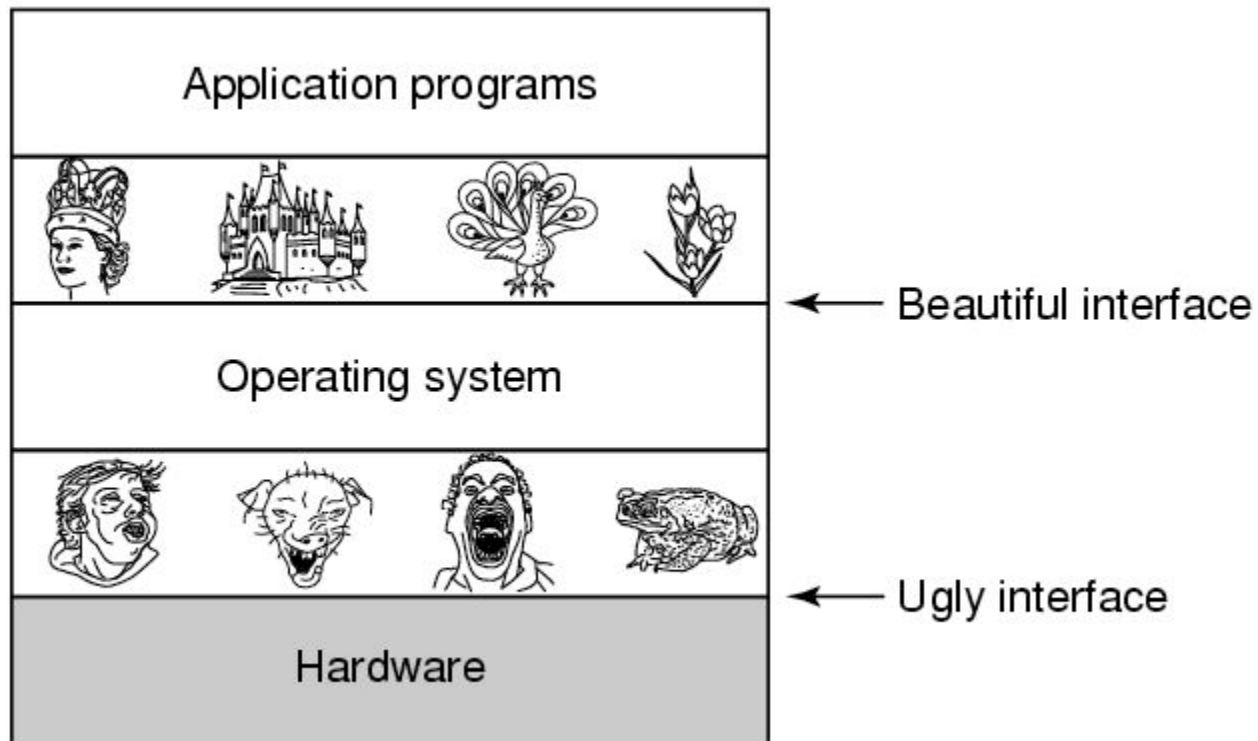 Application programs
Beautiful interface
Operating system
Ugly interface
Hardware